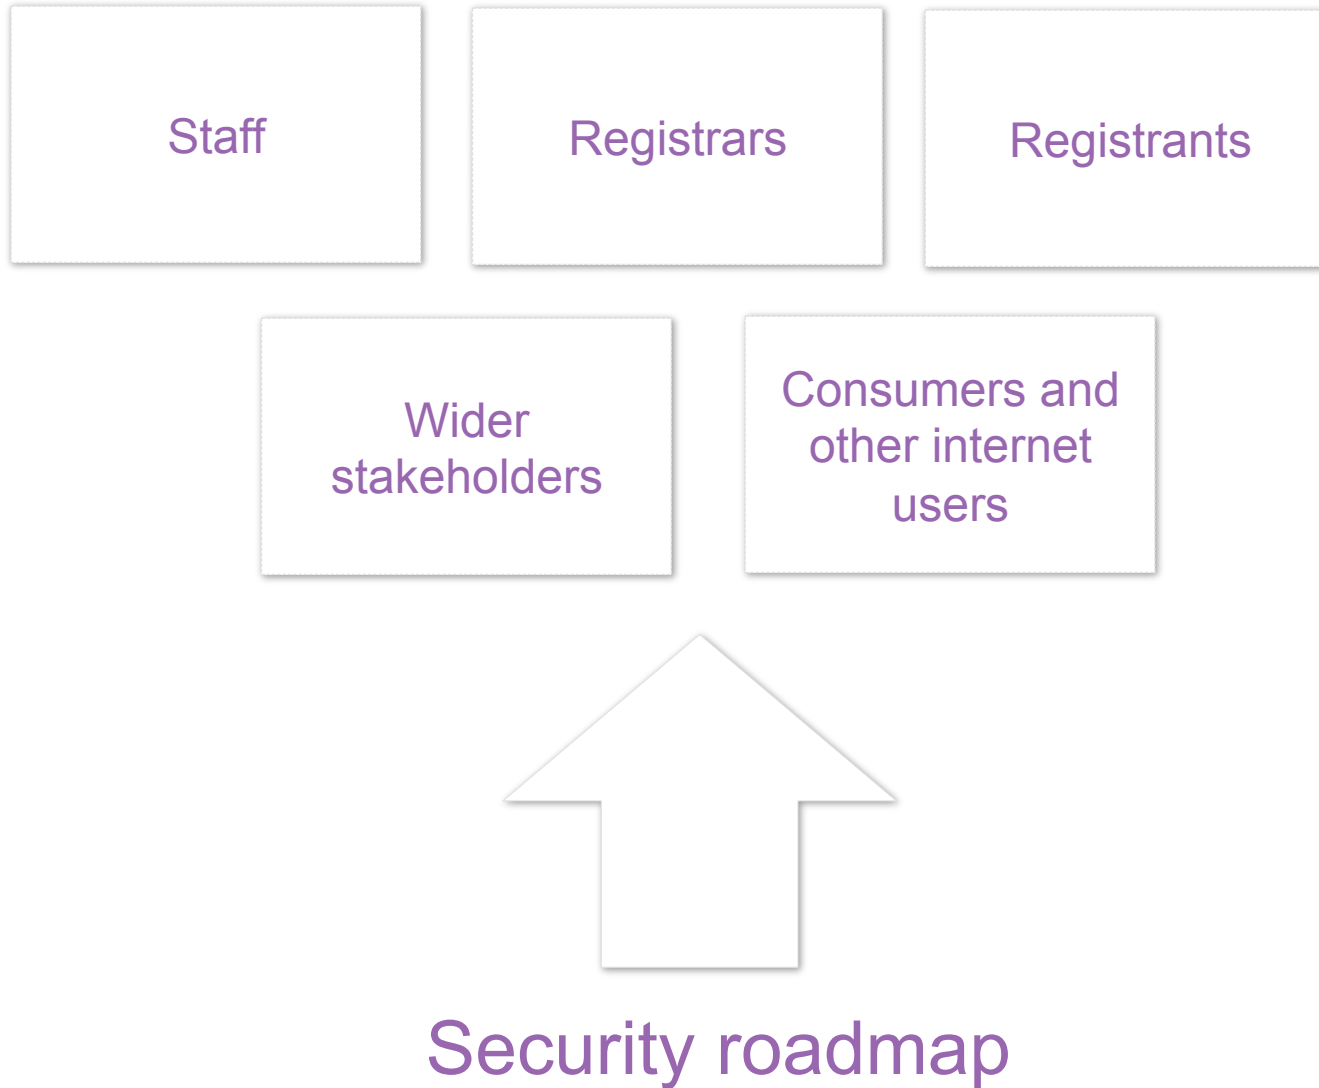 Staff
Registrars
Registrants
Wider
stakeholders
Consumers and
other internet
users
Security roadmap